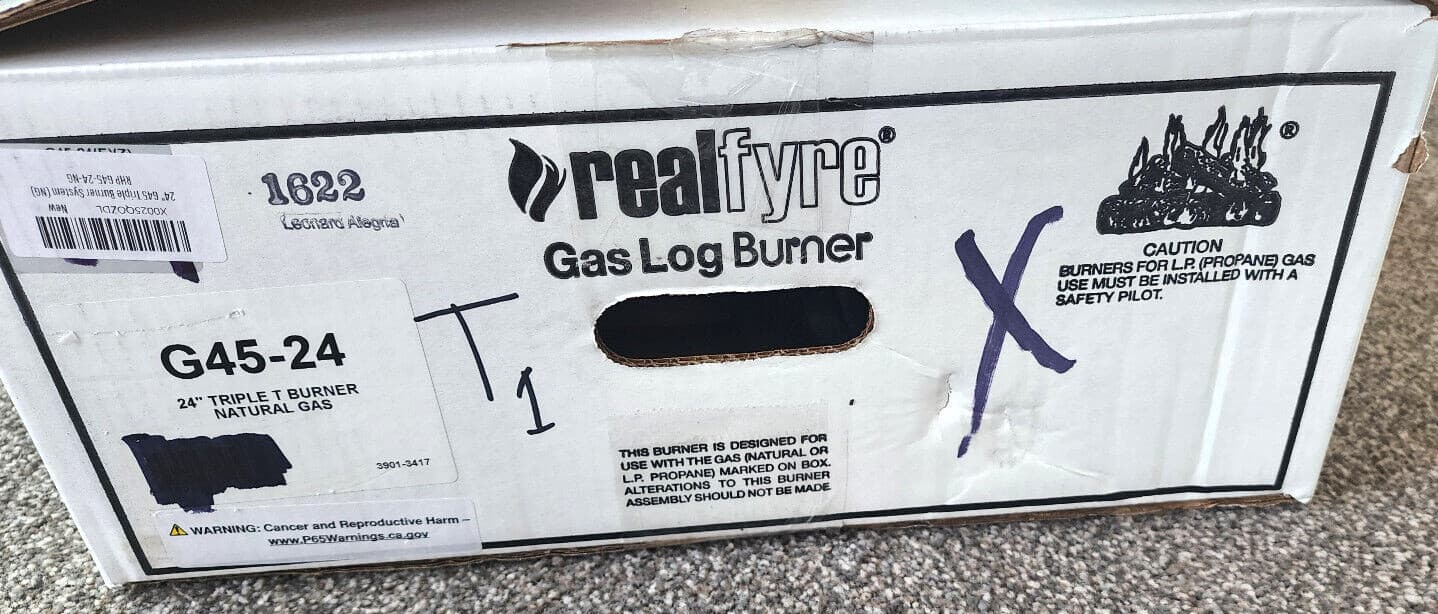 X0025QOZDL
24" G45 Triple Burner System (NG)
RHP G45-24-NG
New
1622
Leonard Alegria
realfyre®
Gas Log Burner
®
CAUTION
BURNERS FOR L.P. (PROPANE) GAS
USE MUST BE INSTALLED WITH A
SAFETY PILOT.
G45-24
24" TRIPLE T BURNER
NATURAL GAS
3901-3417
T
1
X
THIS BURNER IS DESIGNED FOR
USE WITH THE GAS (NATURAL OR
L.P. PROPANE) MARKED ON BOX.
ALTERATIONS TO THIS BURNER
ASSEMBLY SHOULD NOT BE MADE
WARNING: Cancer and Reproductive Harm –
www.P65Warnings.ca.gov